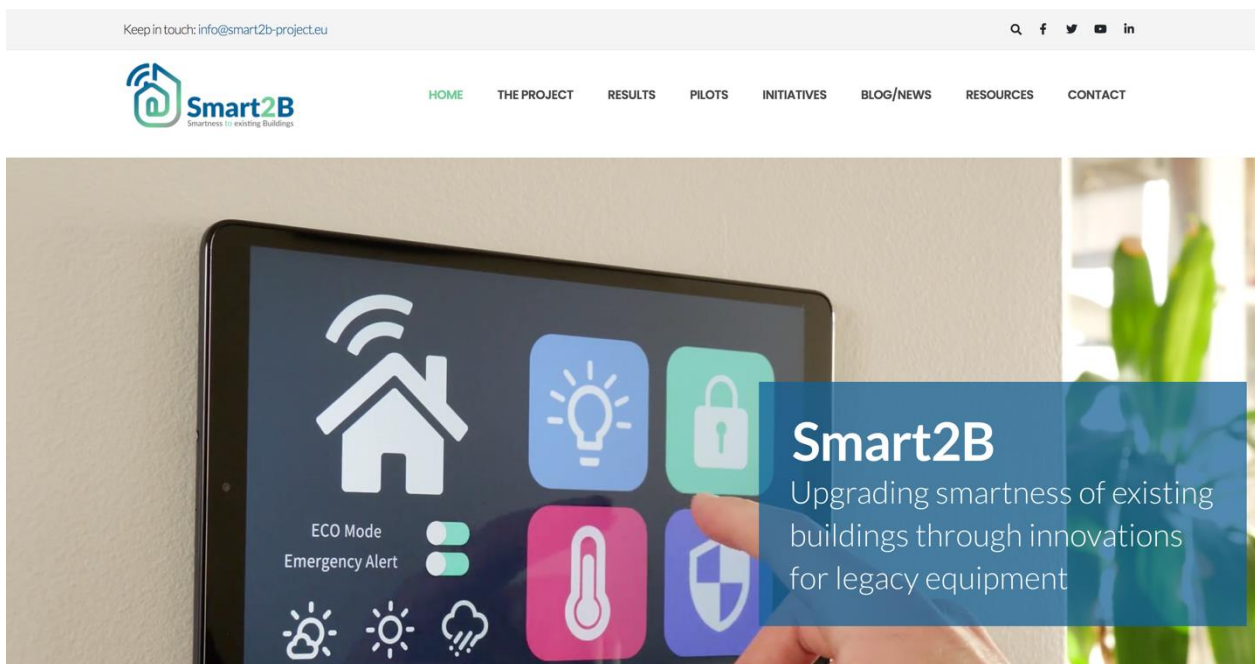 Keep in touch: info@smart2b-project.eu
Smart2B
Smartness to existing Buildings
HOME THE PROJECT RESULTS PILOTS INITIATIVES BLOG/NEWS RESOURCES CONTACT
ECO Mode
Emergency Alert
Smart2B
Upgrading smartness of existing
buildings through innovations
for legacy equipment